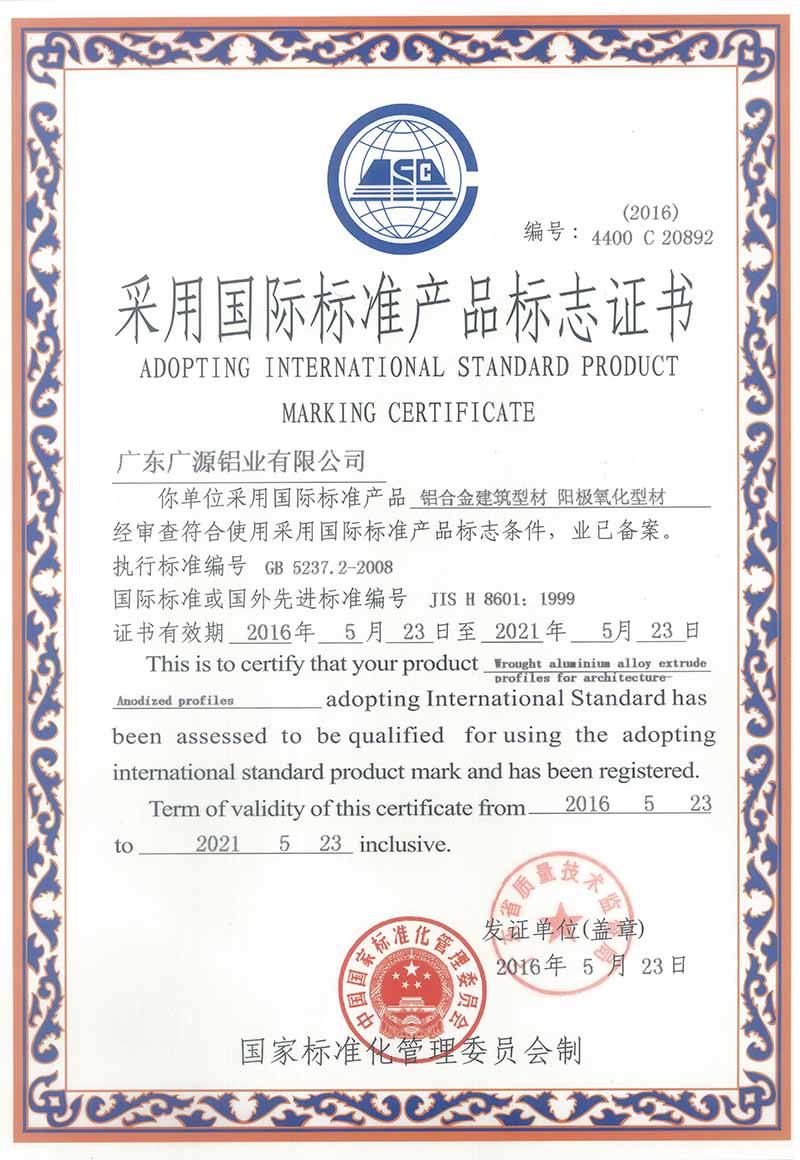 ISC
(2016)
编号：4400 C 20892
采用国际标准产品标志证书
ADOPTING INTERNATIONAL STANDARD PRODUCT
MARKING CERTIFICATE
广东广源铝业有限公司
你单位采用国际标准产品 铝合金建筑型材 阳极氧化型材
经审查符合使用采用国际标准产品标志条件，业已备案。
执行标准编号 GB 5237.2-2008
国际标准或国外先进标准编号 JIS H 8601：1999
证书有效期 2016年 5 月 23 日至 2021 年 5月 23 日
This is to certify that your product Wrought aluminium alloy extrude
profiles for architecture-
Anodized profiles adopting International Standard has
been assessed to be qualified for using the adopting
international standard product mark and has been registered.
Term of validity of this certificate from 2016 5 23
to 2021 5 23 inclusive.
省质量技术监督局
发证单位(盖章)
2016年 5 月 23日
中国国家标准化管理委员会
国家标准化管理委员会制